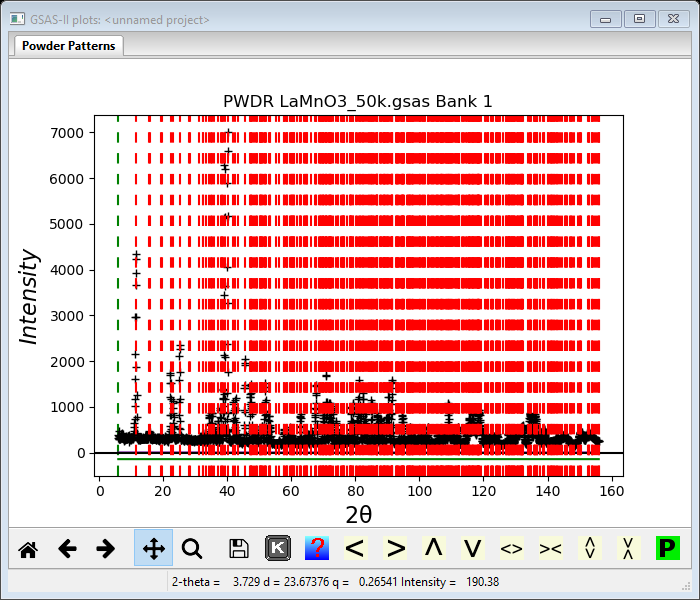 GSAS-II plots: <unnamed project>
Powder Patterns
PWDR LaMnO3_50k.gsas Bank 1
7000
6000
5000
4000
3000
2000
1000
0
Intensity
0 20 40 60 80 100 120 140 160
2θ
K ? < > Λ V <> >< P
2-theta = 3.729 d = 23.67376 q = 0.26541 Intensity = 190.38